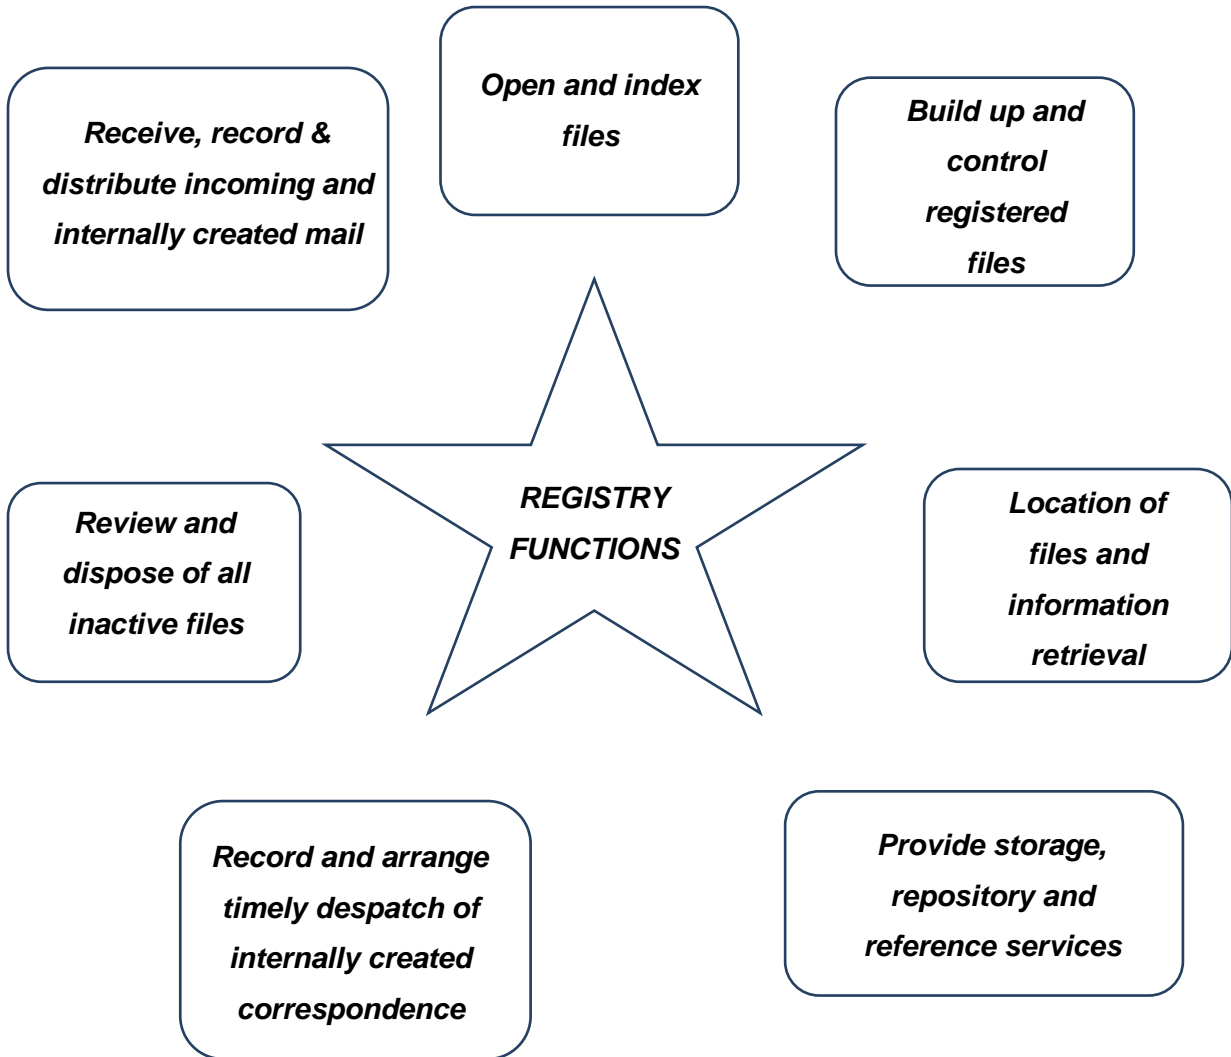 Open and index
files
Receive, record &
distribute incoming and
internally created mail
Build up and
control
registered
files
REGISTRY
FUNCTIONS
Review and
dispose of all
inactive files
Location of
files and
information
retrieval
Record and arrange
timely despatch of
internally created
correspondence
Provide storage,
repository and
reference services